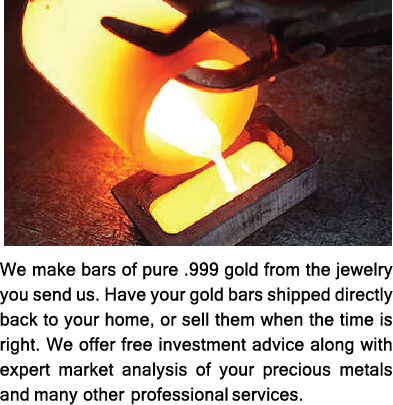 We make bars of pure .999 gold from the jewelry
you send us. Have your gold bars shipped directly
back to your home, or sell them when the time is
right. We offer free investment advice along with
expert market analysis of your precious metals
and many other professional services.